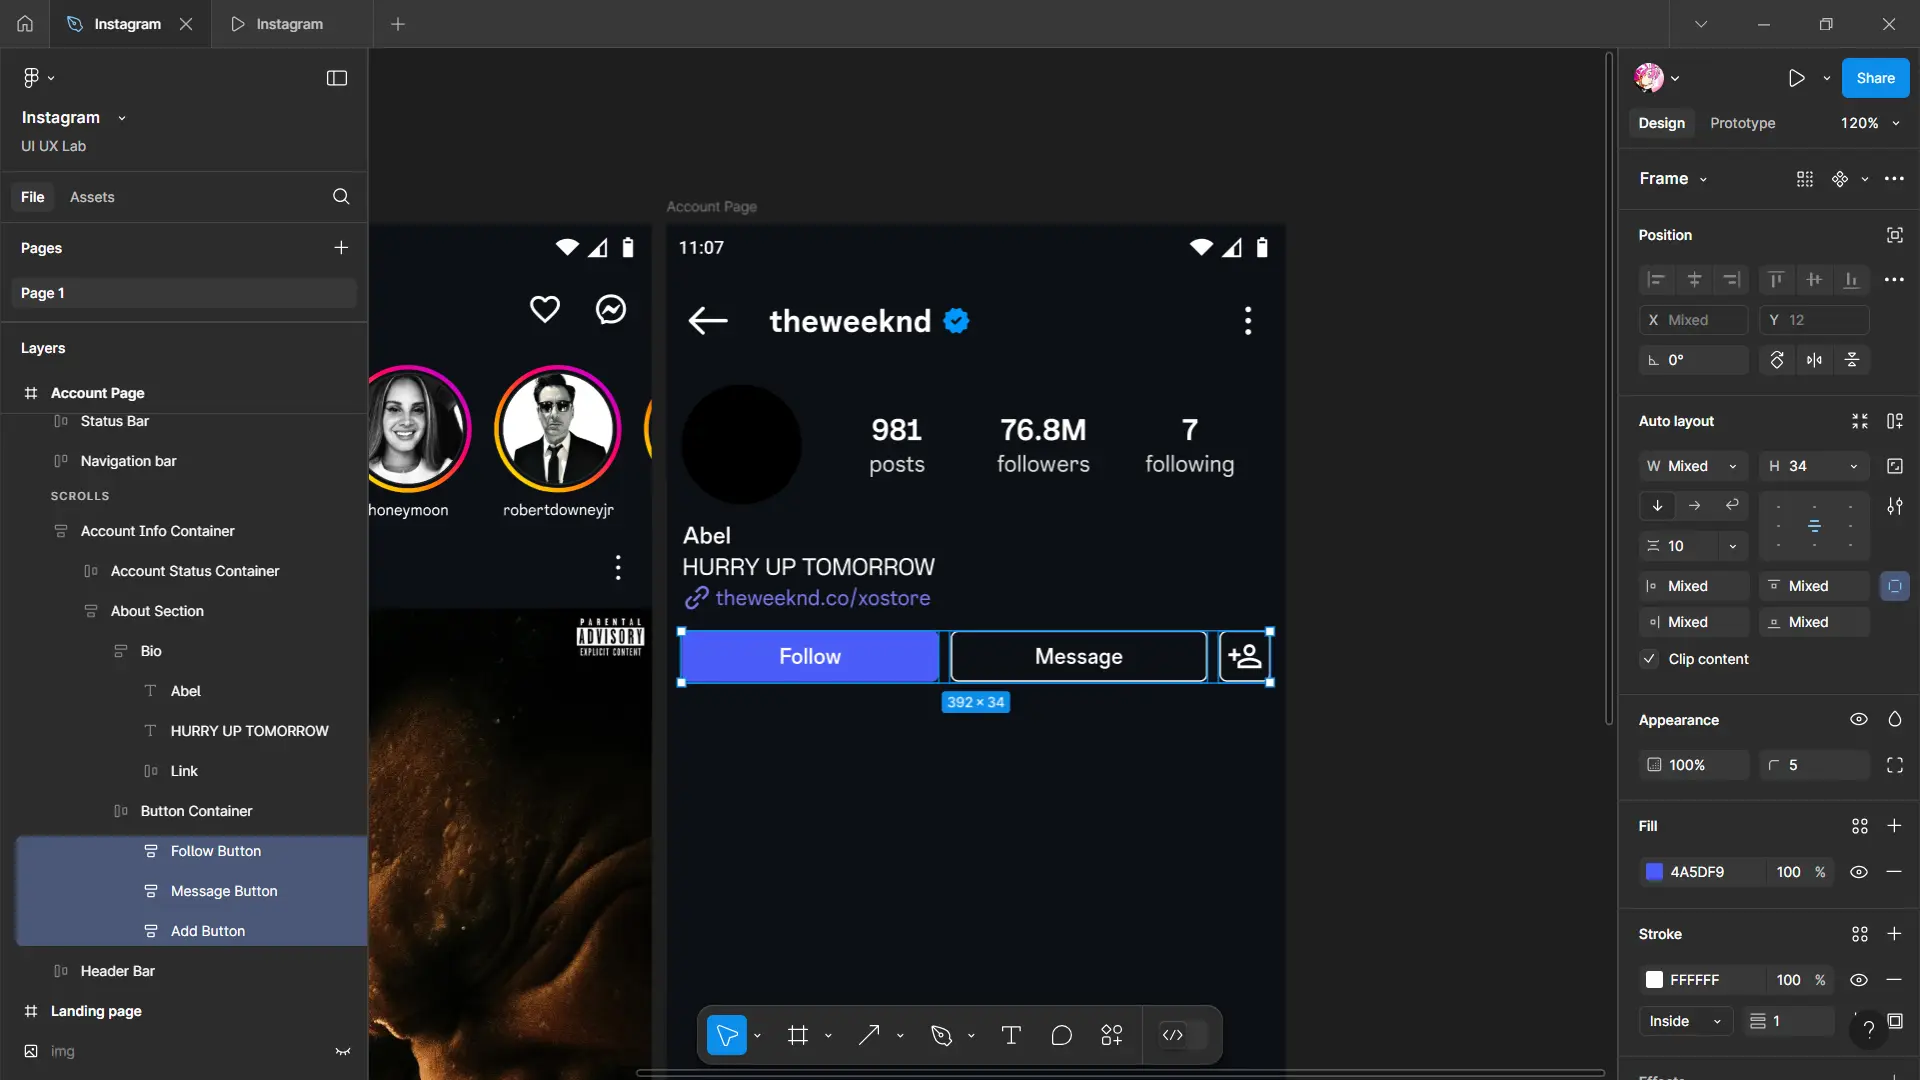 Instagram
Instagram
Instagram
UI UX Lab
File
Assets
Pages
Page 1
Layers
Account Page
Status Bar
Navigation bar
SCROLLS
Account Info Container
Account Status Container
About Section
Bio
Abel
HURRY UP TOMORROW
Link
Button Container
Follow Button
Message Button
Add Button
Header Bar
Landing page
img
honeymoon
robertdowneyjr
PARENTAL
ADVISORY
EXPLICIT CONTENT
Account Page
11:07
theweeknd
981
posts
76.8M
followers
7
following
Abel
HURRY UP TOMORROW
theweeknd.co/xostore
Follow
Message
392 × 34
Share
Design
Prototype
120%
Frame
Position
X Mixed
Y 12
0°
Auto layout
W Mixed
H 34
10
Mixed
Mixed
Mixed
Mixed
Clip content
Appearance
100%
5
Fill
4A5DF9
100 %
Stroke
FFFFFF
100 %
Inside
1
?